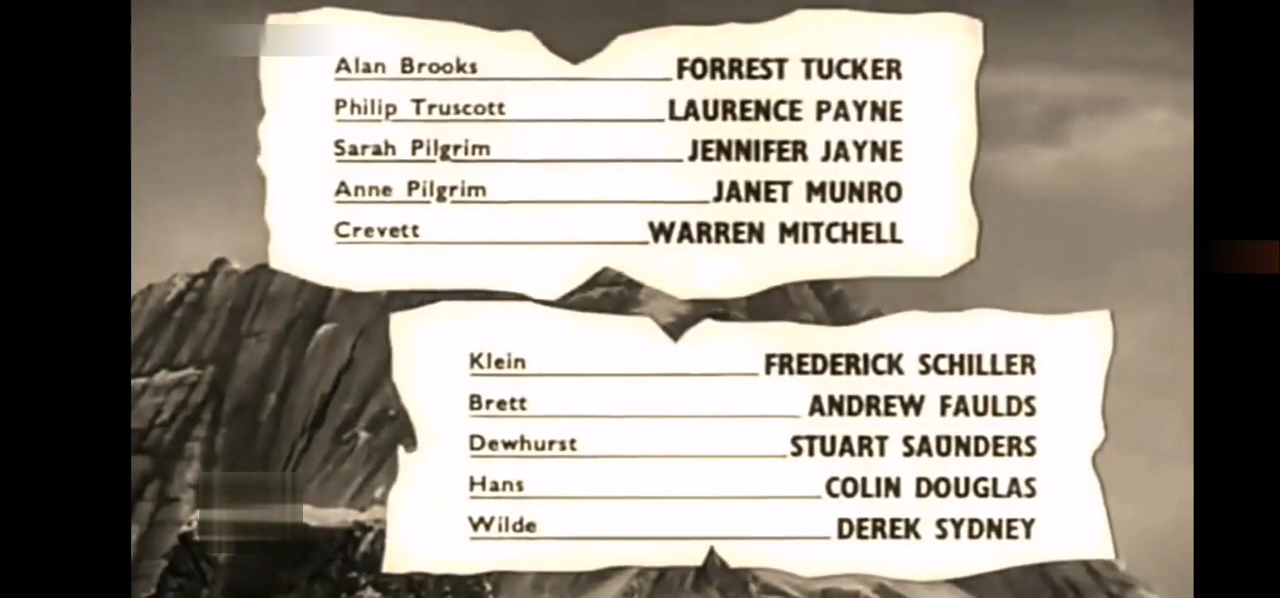 Alan Brooks FORREST TUCKER
Philip Truscott LAURENCE PAYNE
Sarah Pilgrim JENNIFER JAYNE
Anne Pilgrim JANET MUNRO
Crevett WARREN MITCHELL
Klein FREDERICK SCHILLER
Brett ANDREW FAULDS
Dewhurst STUART SAUNDERS
Hans COLIN DOUGLAS
Wilde DEREK SYDNEY